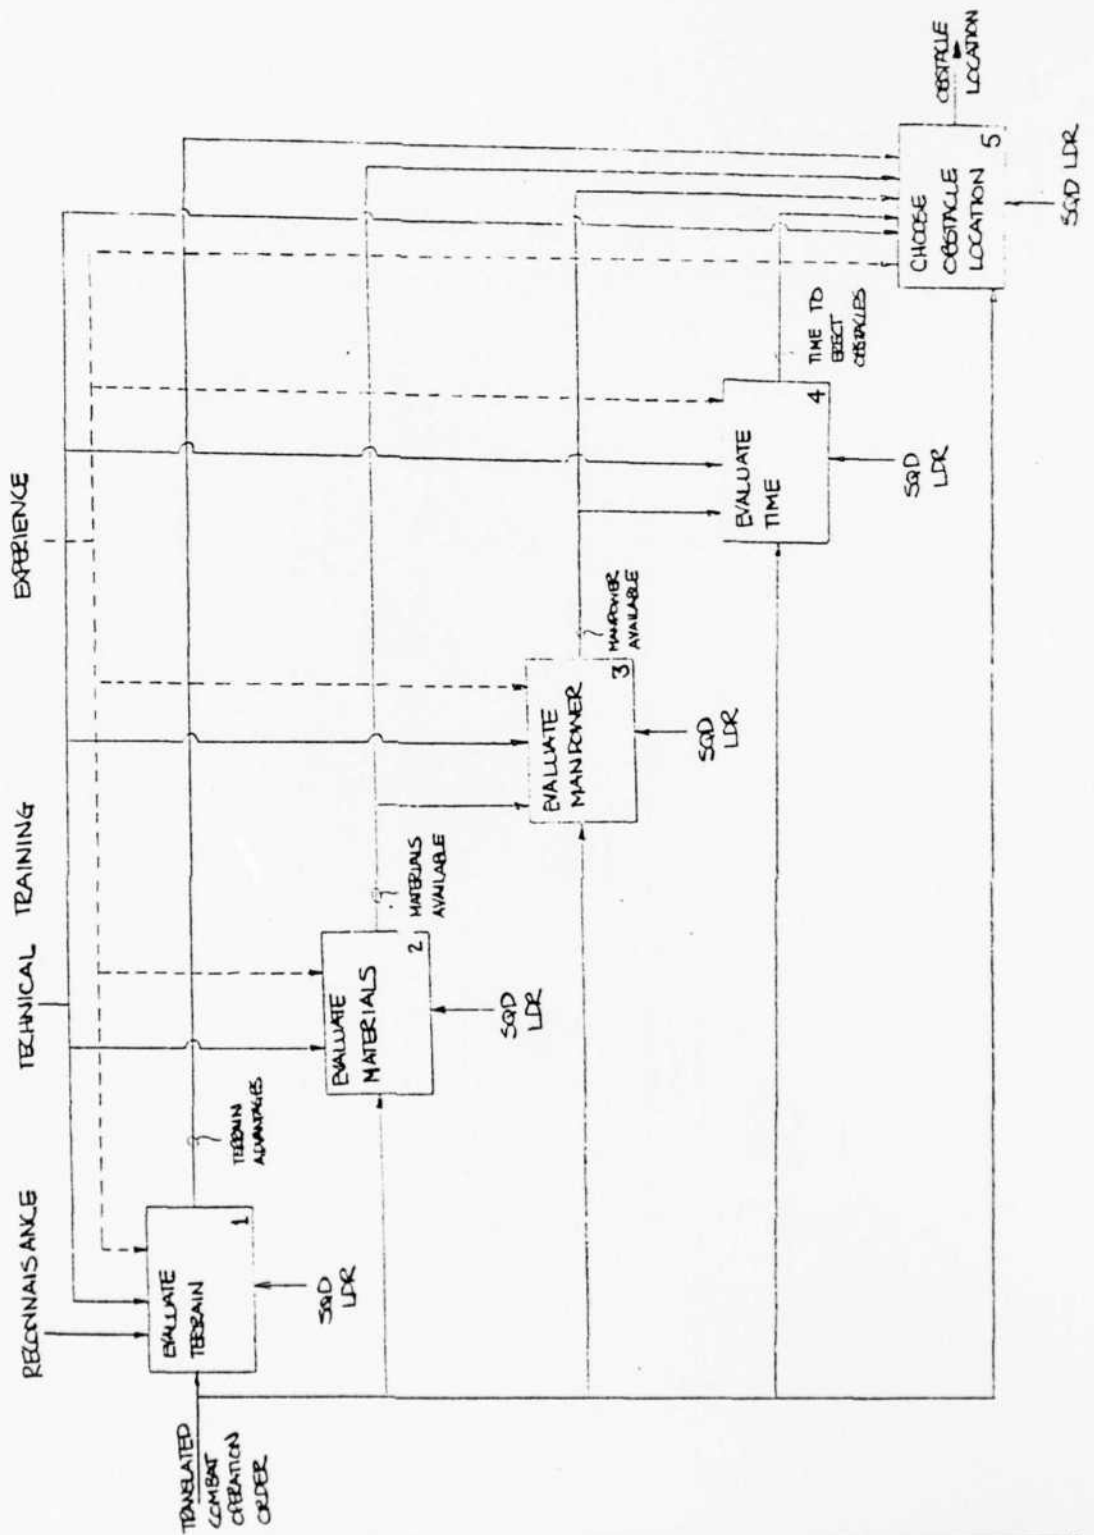 RECONNAISANCE
TECHNICAL TRAINING
EXPERIENCE
TRANSLATED
COMBAT
OPERATION
ORDER
EVALUATE
TERRAIN
1
SQD
LDR
TERRAIN
ADVANTAGES
EVALUATE
MATERIALS
2
SQD
LDR
MATERIALS
AVAILABLE
EVALUATE
MANPOWER
3
SQD
LDR
MANPOWER
AVAILABLE
EVALUATE
TIME
4
SQD
LDR
TIME TO
ERECT
OBSTACLES
CHOOSE
OBSTACLE
LOCATION
5
SQD LDR
OBSTACLE
LOCATION